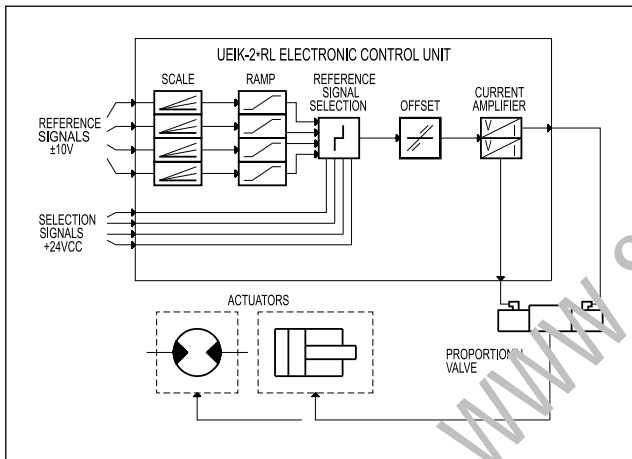 UEIK-2*RL ELECTRONIC CONTROL UNIT
SCALE
RAMP
REFERENCE
SIGNAL
SELECTION
OFFSET
CURRENT
AMPLIFIER
REFERENCE
SIGNALS
±10V
V
I
V
I
SELECTION
SIGNALS
+24VCC
ACTUATORS
VALVE
WWW.